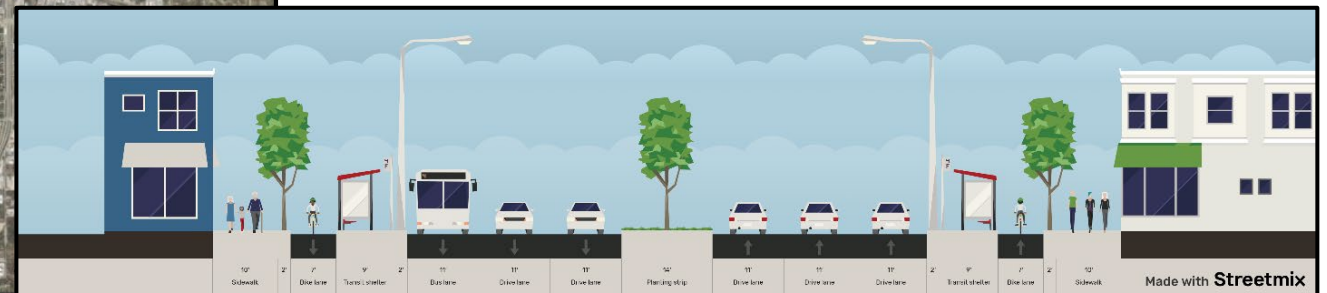 10' 2' 7' 9' 2' 11' 11' 11' 14' 11' 11' 11' 2' 9' 7' 2' 10'
Sidewalk Bike lane Transit shelter Bus lane Drive lane Drive lane Planting strip Drive lane Drive lane Drive lane Transit shelter Bike lane Sidewalk
Made with Streetmix